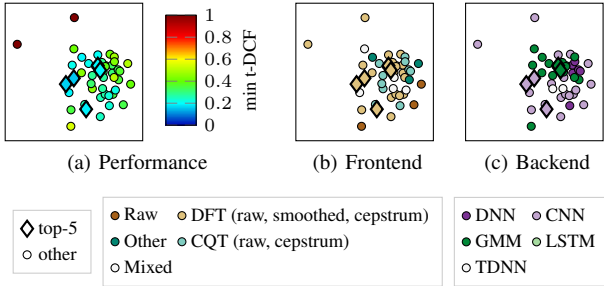 1
0.8
0.6
0.4
0.2
0
min t-DCF
(a) Performance
(b) Frontend
(c) Backend
top-5
other
Raw
DFT (raw, smoothed, cepstrum)
Other
CQT (raw, cepstrum)
Mixed
DNN
CNN
GMM
LSTM
TDNN